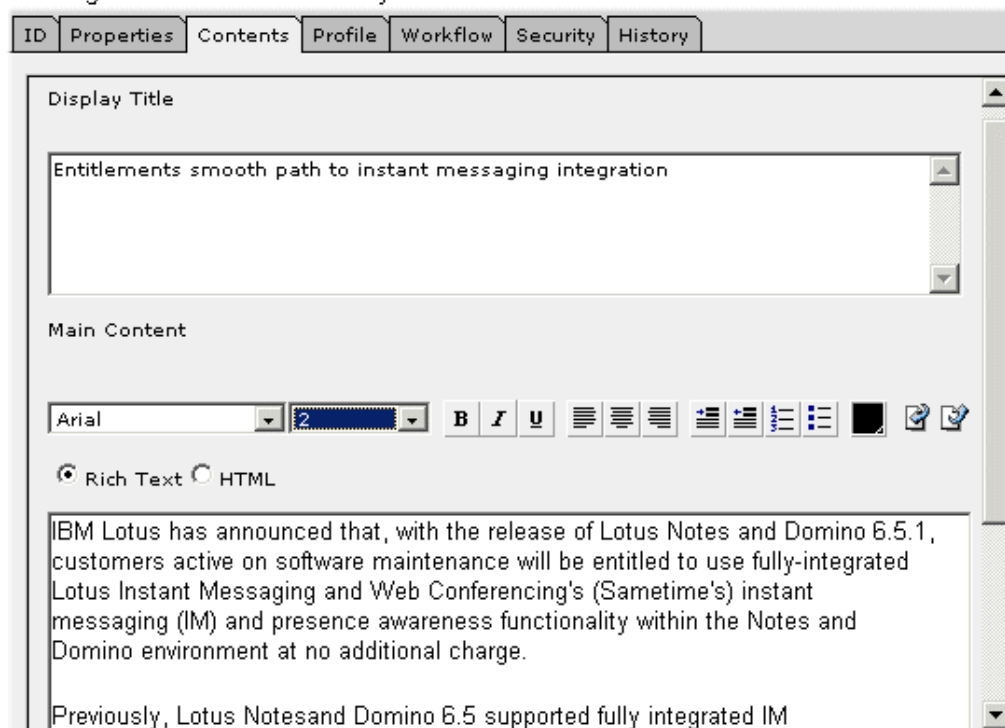 ID Properties Contents Profile Workflow Security History
Display Title
Entitlements smooth path to instant messaging integration
Main Content
Arial 2 B I U
Rich Text HTML
IBM Lotus has announced that, with the release of Lotus Notes and Domino 6.5.1,
customers active on software maintenance will be entitled to use fully-integrated
Lotus Instant Messaging and Web Conferencing's (Sametime's) instant
messaging (IM) and presence awareness functionality within the Notes and
Domino environment at no additional charge.
Previously, Lotus Notesand Domino 6.5 supported fully integrated IM